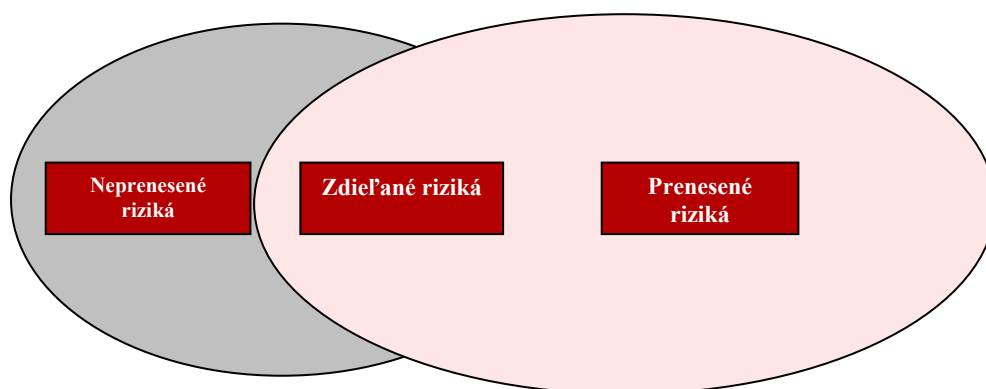 Neprenesené
riziká
Zdieľané riziká
Prenesené
riziká